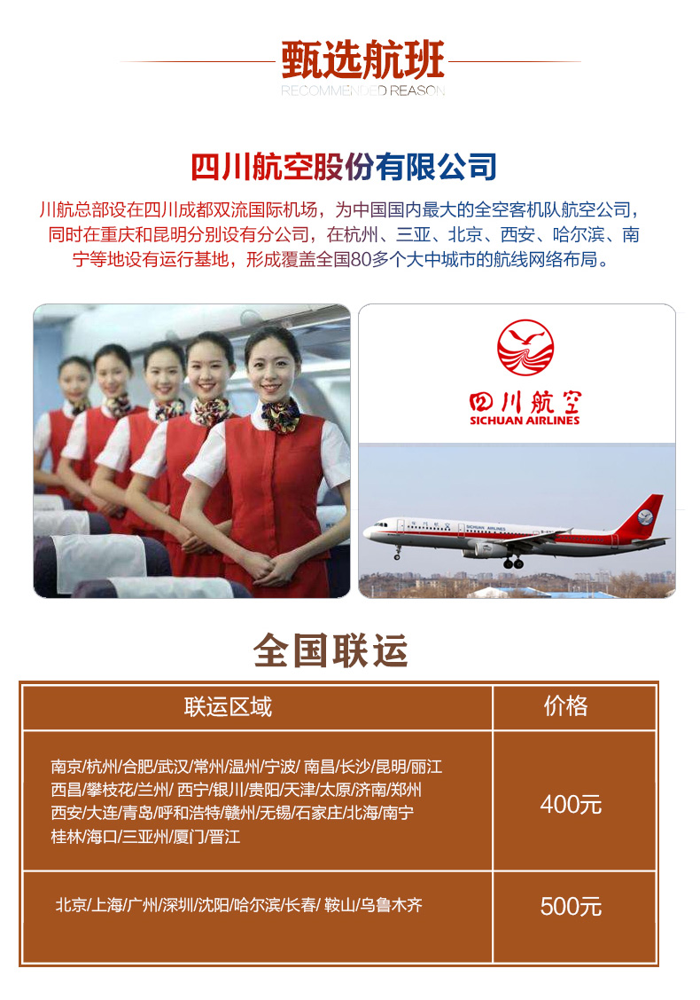 甄选航班
RECOMMENDED REASON
四川航空股份有限公司
川航总部设在四川成都双流国际机场，为中国国内最大的全空客机队航空公司，
同时在重庆和昆明分别设有分公司，在杭州、三亚、北京、西安、哈尔滨、南
宁等地设有运行基地，形成覆盖全国80多个大中城市的航线网络布局。
四川航空
SICHUAN AIRLINES
四川航空 SICHUAN AIRLINES
全国联运
联运区域 价格
南京/杭州/合肥/武汉/常州/温州/宁波/ 南昌/长沙/昆明/丽江
西昌/攀枝花/兰州/ 西宁/银川/贵阳/天津/太原/济南/郑州
西安/大连/青岛/呼和浩特/赣州/无锡/石家庄/北海/南宁
桂林/海口/三亚州/厦门/晋江
400元
北京/上海/广州/深圳/沈阳/哈尔滨/长春/ 鞍山/乌鲁木齐
500元